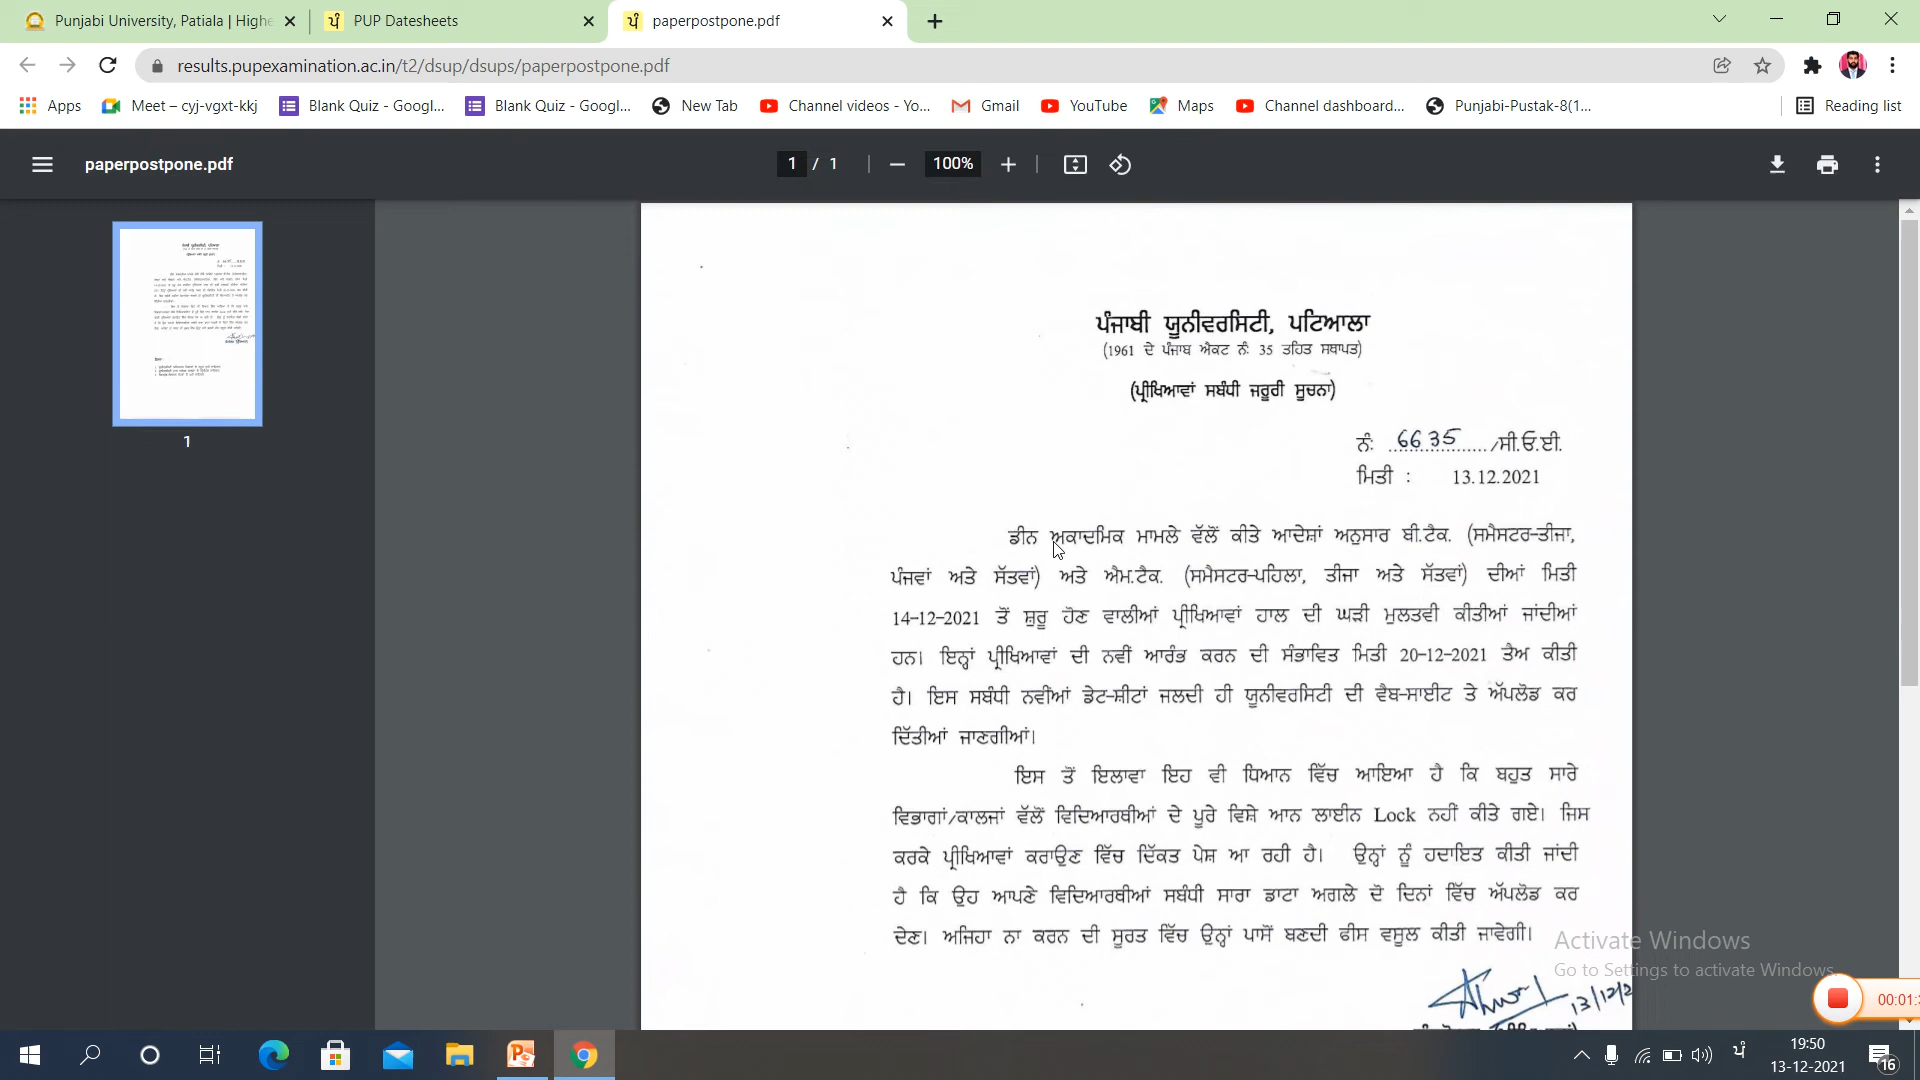 Punjabi University, Patiala | Highe
PUP Datesheets
paperpostpone.pdf
results.pupexamination.ac.in/t2/dsup/dsups/paperpostpone.pdf
Apps
Meet – cyj-vgxt-kkj
Blank Quiz - Googl...
Blank Quiz - Googl...
New Tab
Channel videos - Yo...
Gmail
YouTube
Maps
Channel dashboard...
Punjabi-Pustak-8(1...
Reading list
paperpostpone.pdf
1 / 1
100%
1
ਪੰਜਾਬੀ ਯੂਨੀਵਰਸਿਟੀ, ਪਟਿਆਲਾ
(1961 ਦੇ ਪੰਜਾਬ ਐਕਟ ਨੰ: 35 ਤਹਿਤ ਸਥਾਪਤ)
(ਪ੍ਰੀਖਿਆਵਾਂ ਸਬੰਧੀ ਜਰੂਰੀ ਸੂਚਨਾ)
ਨੰ: 6635/ਸੀ.ਓ.ਈ.
ਮਿਤੀ : 13.12.2021
ਡੀਨ ਅਕਾਦਮਿਕ ਮਾਮਲੇ ਵੱਲੋਂ ਕੀਤੇ ਆਦੇਸ਼ਾਂ ਅਨੁਸਾਰ ਬੀ.ਟੈਕ. (ਸਮੈਸਟਰ-ਤੀਜਾ,
ਪੰਜਵਾਂ ਅਤੇ ਸੱਤਵਾਂ) ਅਤੇ ਐਮ.ਟੈਕ. (ਸਮੈਸਟਰ-ਪਹਿਲਾ, ਤੀਜਾ ਅਤੇ ਸੱਤਵਾਂ) ਦੀਆਂ ਮਿਤੀ
14-12-2021 ਤੋਂ ਸ਼ੁਰੂ ਹੋਣ ਵਾਲੀਆਂ ਪ੍ਰੀਖਿਆਵਾਂ ਹਾਲ ਦੀ ਘੜੀ ਮੁਲਤਵੀ ਕੀਤੀਆਂ ਜਾਂਦੀਆਂ
ਹਨ। ਇਨ੍ਹਾਂ ਪ੍ਰੀਖਿਆਵਾਂ ਦੀ ਨਵੀਂ ਆਰੰਭ ਕਰਨ ਦੀ ਸੰਭਾਵਿਤ ਮਿਤੀ 20-12-2021 ਤੈਅ ਕੀਤੀ
ਹੈ। ਇਸ ਸਬੰਧੀ ਨਵੀਂਆਂ ਡੇਟ-ਸ਼ੀਟਾਂ ਜਲਦੀ ਹੀ ਯੂਨੀਵਰਸਿਟੀ ਦੀ ਵੈਬ-ਸਾਈਟ ਤੇ ਅੱਪਲੋਡ ਕਰ
ਦਿੱਤੀਆਂ ਜਾਣਗੀਆਂ।
ਇਸ ਤੋਂ ਇਲਾਵਾ ਇਹ ਵੀ ਧਿਆਨ ਵਿੱਚ ਆਇਆ ਹੈ ਕਿ ਬਹੁਤ ਸਾਰੇ
ਵਿਭਾਗਾਂ/ਕਾਲਜਾਂ ਵੱਲੋਂ ਵਿਦਿਆਰਥੀਆਂ ਦੇ ਪੂਰੇ ਵਿਸ਼ੇ ਆਨ ਲਾਈਨ Lock ਨਹੀਂ ਕੀਤੇ ਗਏ। ਜਿਸ
ਕਰਕੇ ਪ੍ਰੀਖਿਆਵਾਂ ਕਰਾਉਣ ਵਿੱਚ ਦਿੱਕਤ ਪੇਸ਼ ਆ ਰਹੀ ਹੈ। ਉਨ੍ਹਾਂ ਨੂੰ ਹਦਾਇਤ ਕੀਤੀ ਜਾਂਦੀ
ਹੈ ਕਿ ਉਹ ਆਪਣੇ ਵਿਦਿਆਰਥੀਆਂ ਸਬੰਧੀ ਸਾਰਾ ਡਾਟਾ ਅਗਲੇ ਦੋ ਦਿਨਾਂ ਵਿੱਚ ਅੱਪਲੋਡ ਕਰ
ਦੇਣ। ਅਜਿਹਾ ਨਾ ਕਰਨ ਦੀ ਸੂਰਤ ਵਿੱਚ ਉਨ੍ਹਾਂ ਪਾਸੋਂ ਬਣਦੀ ਫੀਸ ਵਸੂਲ ਕੀਤੀ ਜਾਵੇਗੀ।
13/12/2
Activate Windows
Go to Settings to activate Windows.
00:01:
ਪੰ
19:50
13-12-2021
16